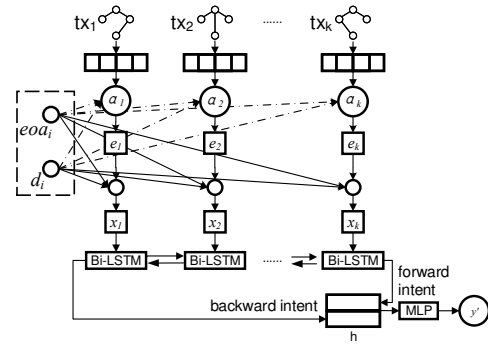 tx1 tx2 ...... txk
a1 a2 ak
eoai e1 e2 ek
di
x1 x2 xk
Bi-LSTM Bi-LSTM ...... Bi-LSTM
forward
intent
backward intent
MLP y'
h